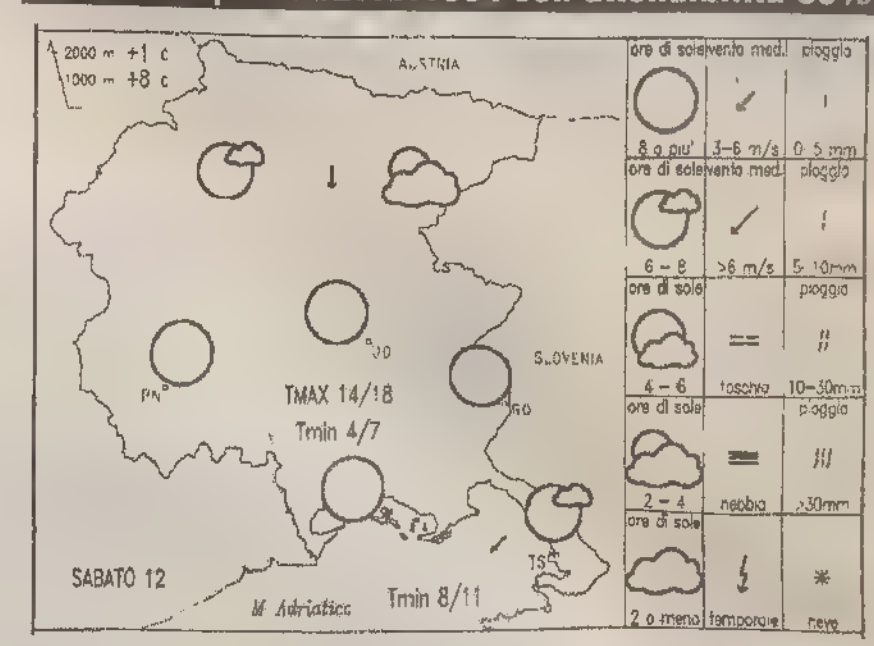 2000 m +1 c
1000 m +8 c
AUSTRIA
SLOVENIA
UD
PN
GO
TS
TMAX 14/18
Tmin 4/7
SABATO 12
M Adriatico
Tmin 8/11
ore di sole vento med. pioggia
8 o piu' 3-6 m/s 0-5 mm
ore di sole vento med. pioggia
6 - 8 >6 m/s 5-10mm
ore di sole pioggia
4 - 6 foschia 10-30mm
ore di sole pioggia
2 - 4 nebbia >30mm
ore di sole
2 o meno temporale neve